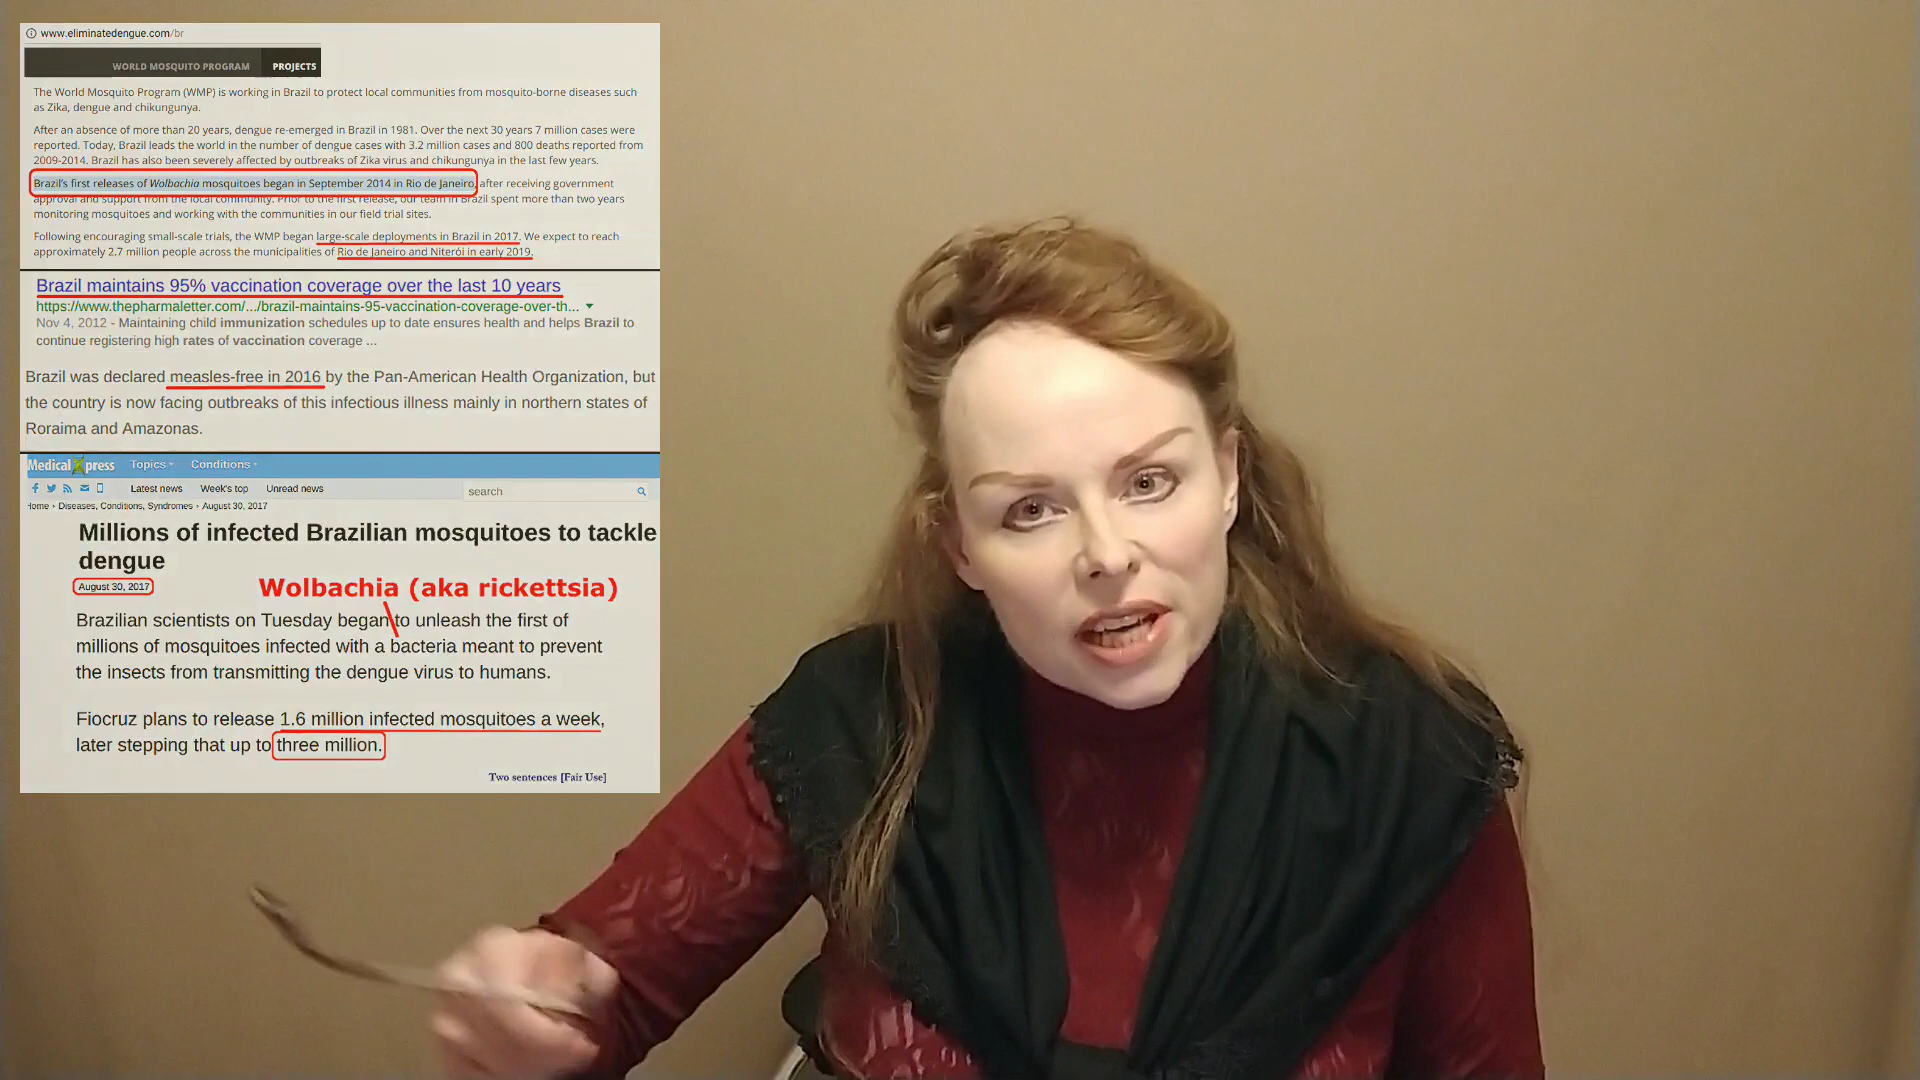 www.eliminatedengue.com/br
WORLD MOSQUITO PROGRAM PROJECTS
The World Mosquito Program (WMP) is working in Brazil to protect local communities from mosquito-borne diseases such
as Zika, dengue and chikungunya.
After an absence of more than 20 years, dengue re-emerged in Brazil in 1981. Over the next 30 years 7 million cases were
reported. Today, Brazil leads the world in the number of dengue cases with 3.2 million cases and 800 deaths reported from
2009-2014. Brazil has also been severely affected by outbreaks of Zika virus and chikungunya in the last few years.
Brazil's first releases of Wolbachia mosquitoes began in September 2014 in Rio de Janeiro, after receiving government
approval and support from the local community. Prior to the first release, our team in Brazil spent more than two years
monitoring mosquitoes and working with the communities in our field trial sites.
Following encouraging small-scale trials, the WMP began large-scale deployments in Brazil in 2017. We expect to reach
approximately 2.7 million people across the municipalities of Rio de Janeiro and Niterói in early 2019.
Brazil maintains 95% vaccination coverage over the last 10 years
https://www.thepharmaletter.com/.../brazil-maintains-95-vaccination-coverage-over-th...
Nov 4, 2012 - Maintaining child immunization schedules up to date ensures health and helps Brazil to
continue registering high rates of vaccination coverage ...
Brazil was declared measles-free in 2016 by the Pan-American Health Organization, but
the country is now facing outbreaks of this infectious illness mainly in northern states of
Roraima and Amazonas.
Medical Xpress Topics Conditions
Latest news Week's top Unread news search
Home › Diseases, Conditions, Syndromes › August 30, 2017
Millions of infected Brazilian mosquitoes to tackle
dengue
August 30, 2017
Wolbachia (aka rickettsia)
Brazilian scientists on Tuesday began to unleash the first of
millions of mosquitoes infected with a bacteria meant to prevent
the insects from transmitting the dengue virus to humans.
Fiocruz plans to release 1.6 million infected mosquitoes a week,
later stepping that up to three million.
Two sentences [Fair Use]